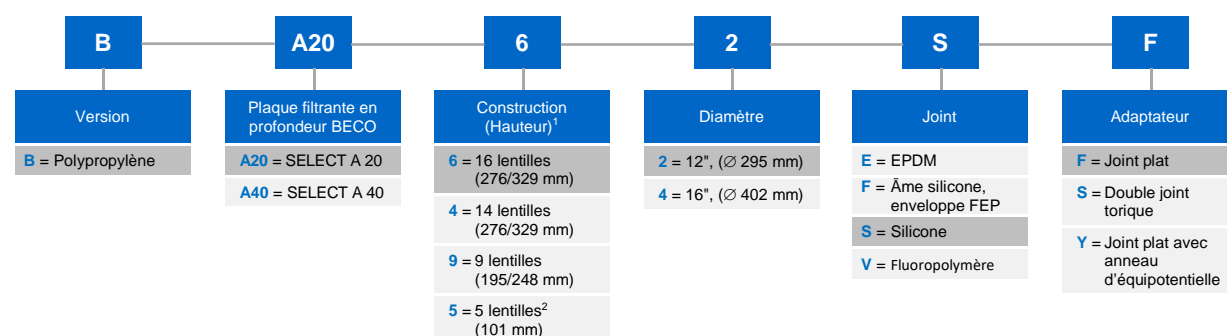 B A20 6 2 S F
Version
B = Polypropylène
Plaque filtrante en
profondeur BECO
A20 = SELECT A 20
A40 = SELECT A 40
Construction
(Hauteur)¹
6 = 16 lentilles
(276/329 mm)
4 = 14 lentilles
(276/329 mm)
9 = 9 lentilles
(195/248 mm)
5 = 5 lentilles²
(101 mm)
Diamètre
2 = 12", (∅ 295 mm)
4 = 16", (∅ 402 mm)
Joint
E = EPDM
F = Âme silicone,
enveloppe FEP
S = Silicone
V = Fluoropolymère
Adaptateur
F = Joint plat
S = Double joint
torique
Y = Joint plat avec
anneau
d'équipotentielle